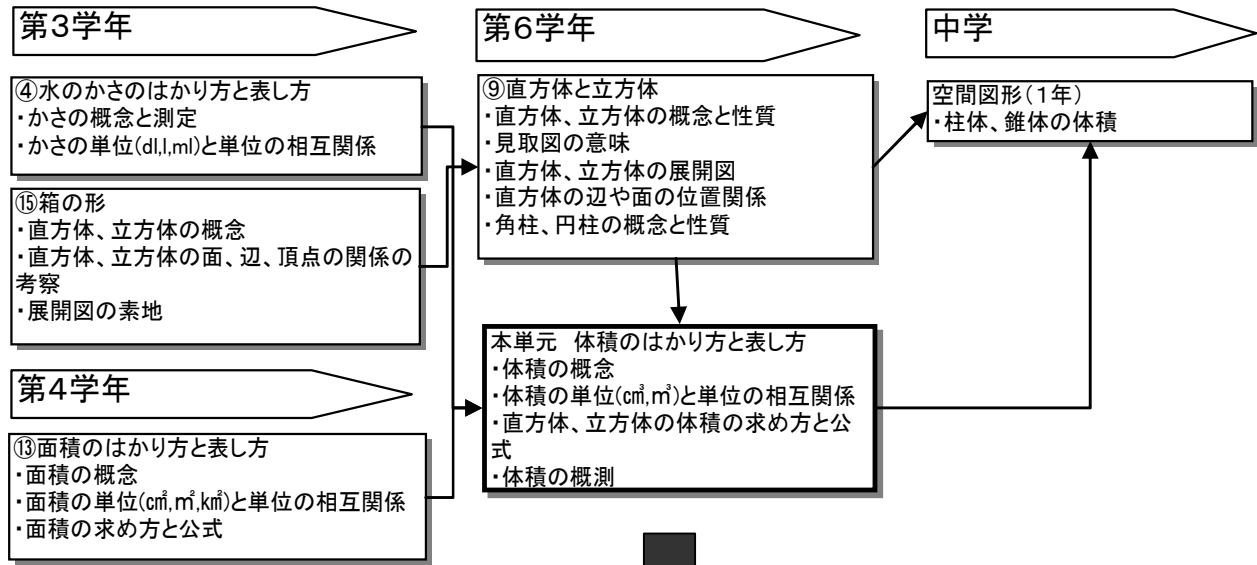 第3学年
④水のかさのはかり方と表し方
・かさの概念と測定
・かさの単位(dl,l,ml)と単位の相互関係
⑮箱の形
・直方体、立方体の概念
・直方体、立方体の面、辺、頂点の関係の
考察
・展開図の素地
第4学年
⑬面積のはかり方と表し方
・面積の概念
・面積の単位(㎠,㎡,㎢)と単位の相互関係
・面積の求め方と公式
第6学年
⑨直方体と立方体
・直方体、立方体の概念と性質
・見取図の意味
・直方体、立方体の展開図
・直方体の辺や面の位置関係
・角柱、円柱の概念と性質
本単元　体積のはかり方と表し方
・体積の概念
・体積の単位(㎤,㎥)と単位の相互関係
・直方体、立方体の体積の求め方と公
式
・体積の概測
中学
空間図形(1年)
・柱体、錐体の体積